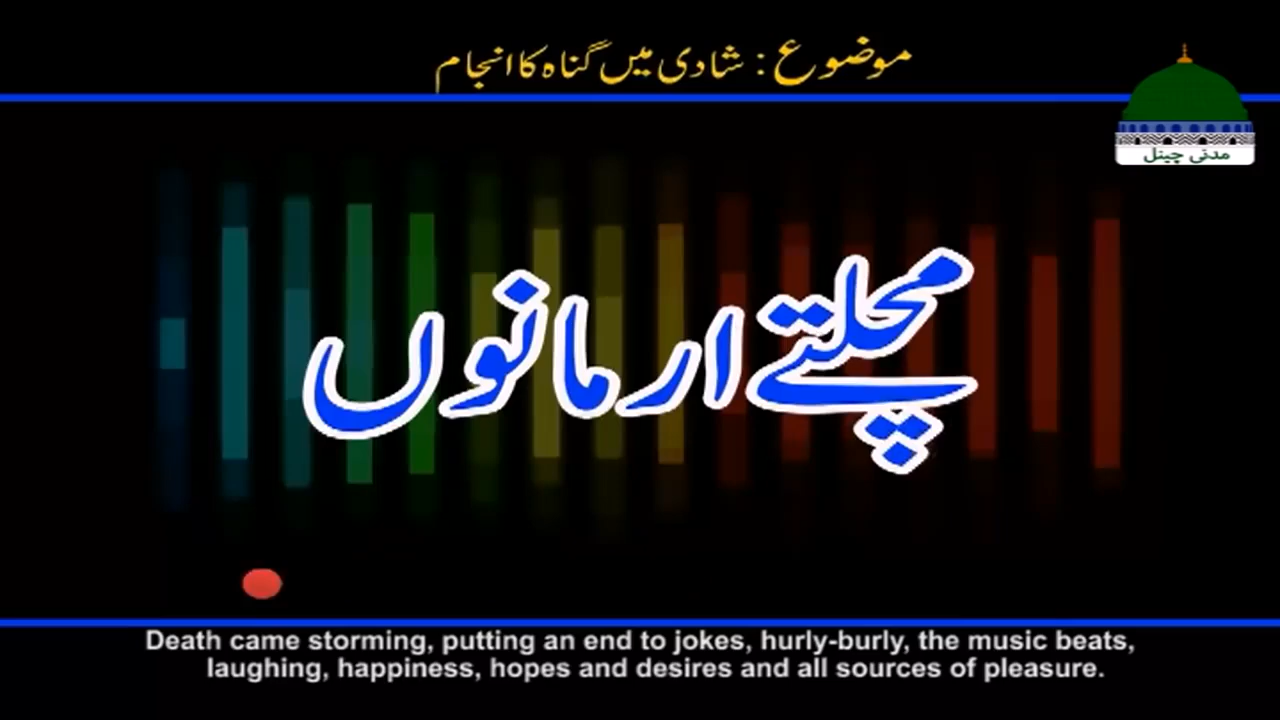 موضوع : شادی میں گناہ کا انجام
مدنی چینل
مچلتے ارمانوں
Death came storming, putting an end to jokes, hurly-burly, the music beats,
laughing, happiness, hopes and desires and all sources of pleasure.